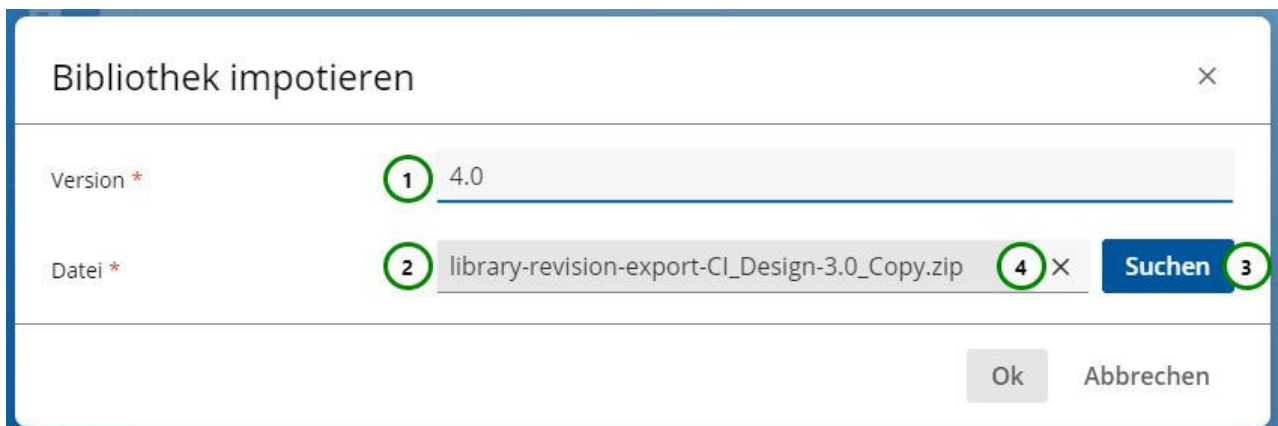 Bibliothek impotieren ×
Version * 1 4.0
Datei * 2 library-revision-export-CI_Design-3.0_Copy.zip 4 × Suchen 3
Ok Abbrechen